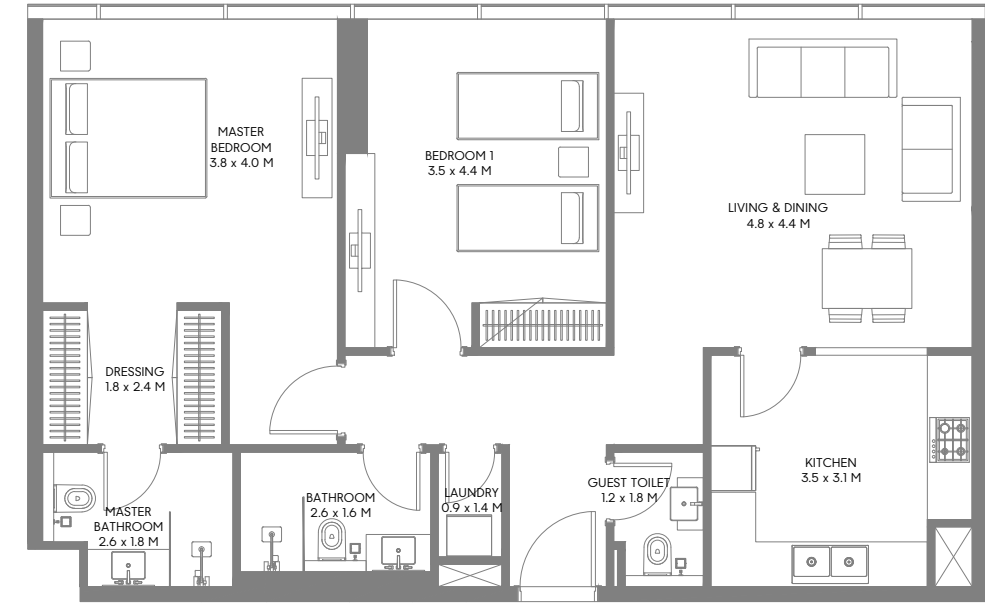 MASTER
BEDROOM
3.8 x 4.0 M
BEDROOM 1
3.5 x 4.4 M
LIVING & DINING
4.8 x 4.4 M
DRESSING
1.8 x 2.4 M
KITCHEN
3.5 x 3.1 M
GUEST TOILET
1.2 x 1.8 M
LAUNDRY
0.9 x 1.4 M
BATHROOM
2.6 x 1.6 M
MASTER
BATHROOM
2.6 x 1.8 M